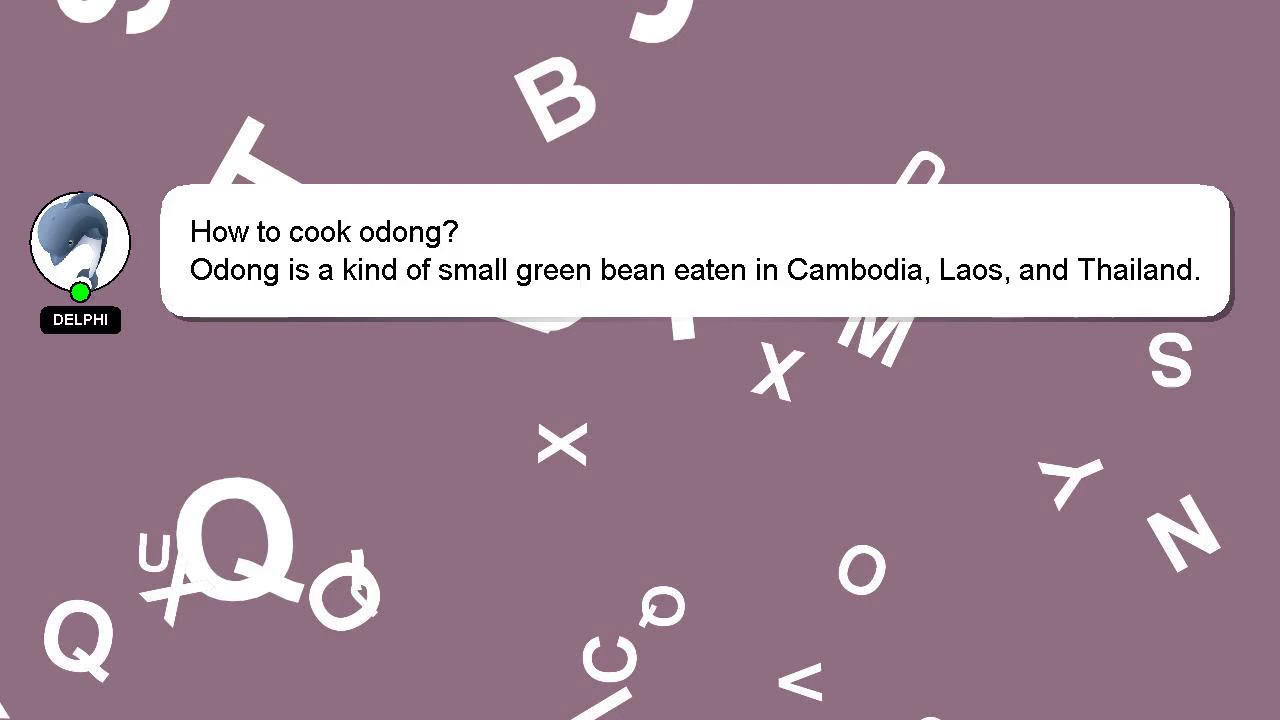 How to cook odong?
Odong is a kind of small green bean eaten in Cambodia, Laos, and Thailand.
DELPHI
B
T
X
M
S
X
Y
N
Q
U
X
Q
Q
O
Q
C
V